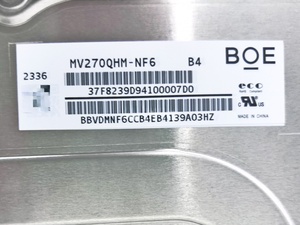 MV270QHM-NF6 B4 BOE
2336
37F8239D94100007D0
eco
BBVDMNF6CCB4EB4139A03HZ
MADE IN CHINA